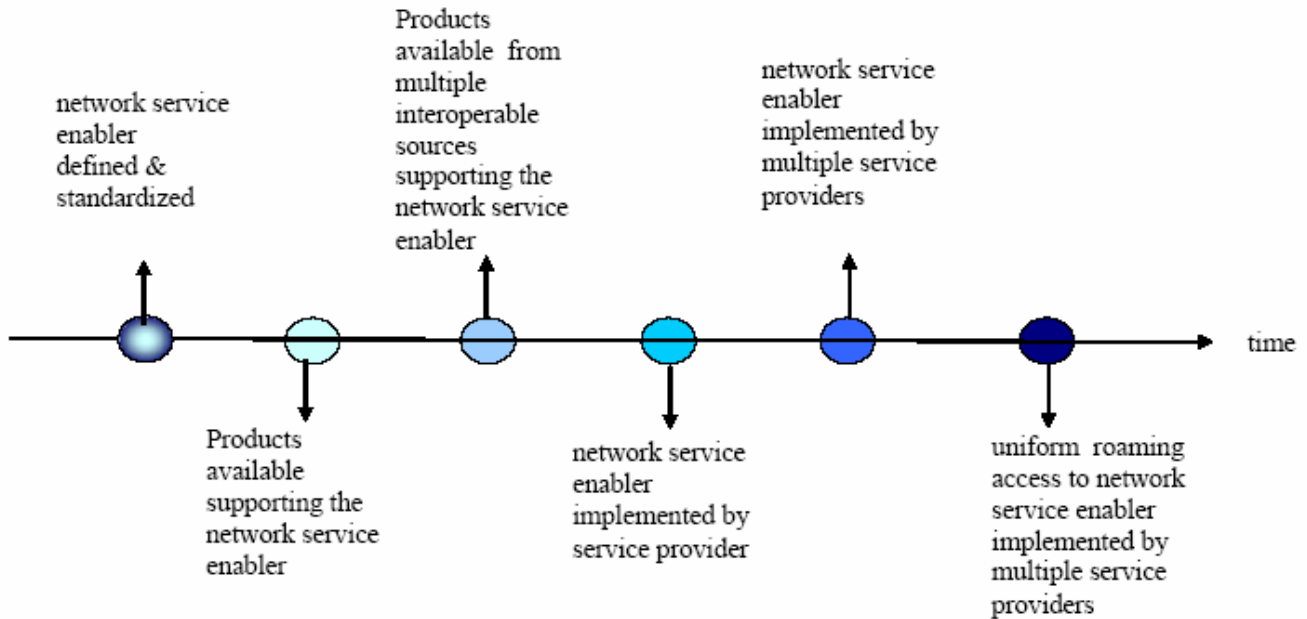 network service
enabler
defined &
standardized
Products
available
supporting the
network service
enabler
Products
available from
multiple
interoperable
sources
supporting the
network service
enabler
network service
enabler
implemented by
service provider
network service
enabler
implemented by
multiple service
providers
uniform roaming
access to network
service enabler
implemented by
multiple service
providers
time